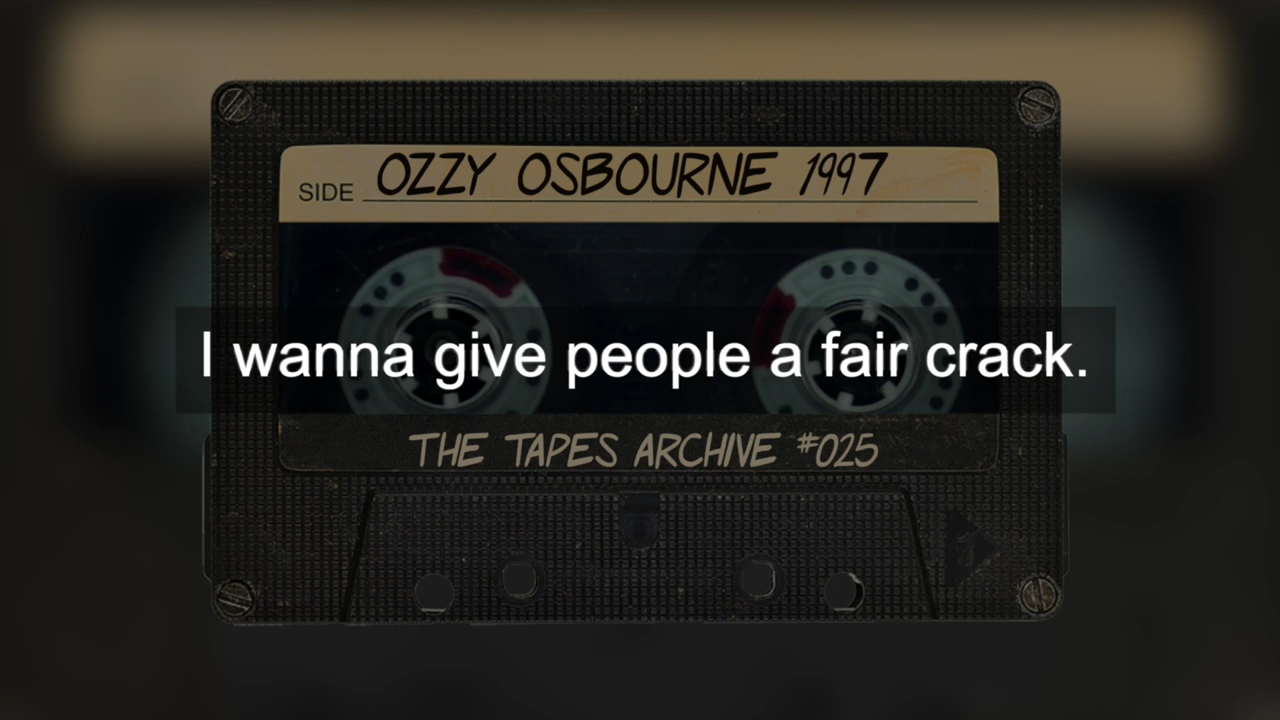 OZZY OSBOURNE 1997
SIDE
I wanna give people a fair crack.
THE TAPES ARCHIVE #025